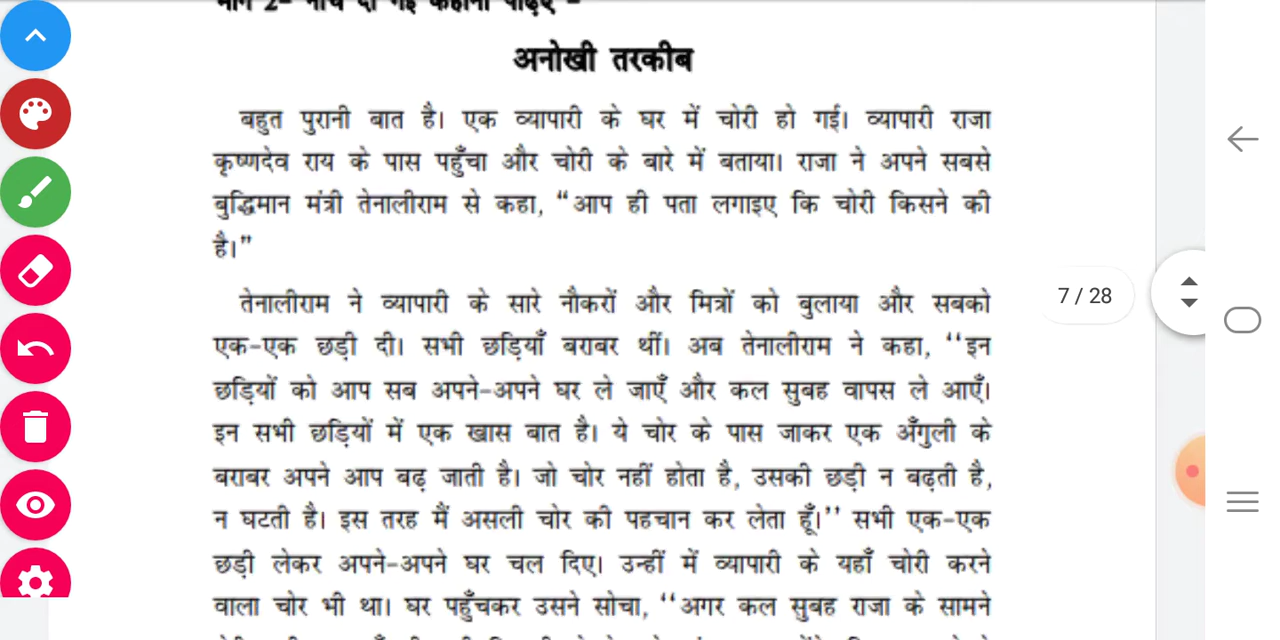 भाग 2- नीचे दी गई कहानी पढ़िए -
अनोखी तरकीब
बहुत पुरानी बात है। एक व्यापारी के घर में चोरी हो गई। व्यापारी राजा
कृष्णदेव राय के पास पहुँचा और चोरी के बारे में बताया। राजा ने अपने सबसे
बुद्धिमान मंत्री तेनालीराम से कहा, “आप ही पता लगाइए कि चोरी किसने की
है।”
तेनालीराम ने व्यापारी के सारे नौकरों और मित्रों को बुलाया और सबको
एक-एक छड़ी दी। सभी छड़ियाँ बराबर थीं। अब तेनालीराम ने कहा, ‘‘इन
छड़ियों को आप सब अपने-अपने घर ले जाएँ और कल सुबह वापस ले आएँ।
इन सभी छड़ियों में एक खास बात है। ये चोर के पास जाकर एक अँगुली के
बराबर अपने आप बढ़ जाती है। जो चोर नहीं होता है, उसकी छड़ी न बढ़ती है,
न घटती है। इस तरह मैं असली चोर की पहचान कर लेता हूँ।’’ सभी एक-एक
छड़ी लेकर अपने-अपने घर चल दिए। उन्हीं में व्यापारी के यहाँ चोरी करने
वाला चोर भी था। घर पहुँचकर उसने सोचा, ‘‘अगर कल सुबह राजा के सामने
7 / 28